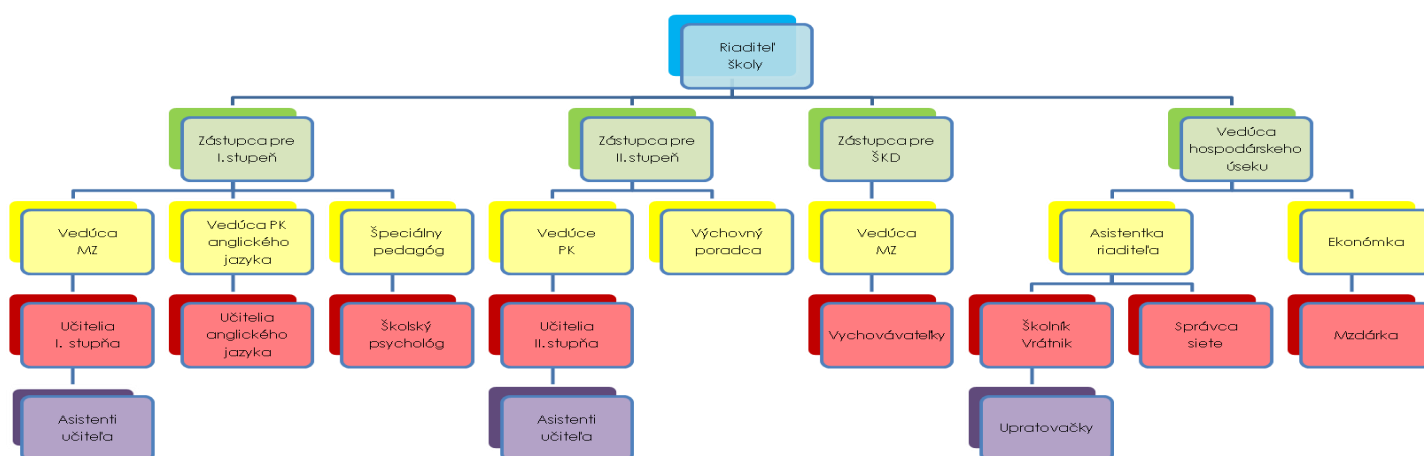 Riaditeľ
školy
Zástupca pre
I.stupeň
Zástupca pre
II.stupeň
Zástupca pre
ŠKD
Vedúca
hospodárskeho
úseku
Vedúca
MZ
Vedúca PK
anglického
jazyka
Špeciálny
pedagóg
Vedúce
PK
Výchovný
poradca
Vedúca
MZ
Asistentka
riaditeľa
Ekonómka
Učitelia
I. stupňa
Učitelia
anglického
jazyka
Školský
psychológ
Učitelia
II.stupňa
Vychovávateľky
Školník
Vrátnik
Správca
siete
Mzdárka
Asistenti
učiteľa
Asistenti
učiteľa
Upratovačky